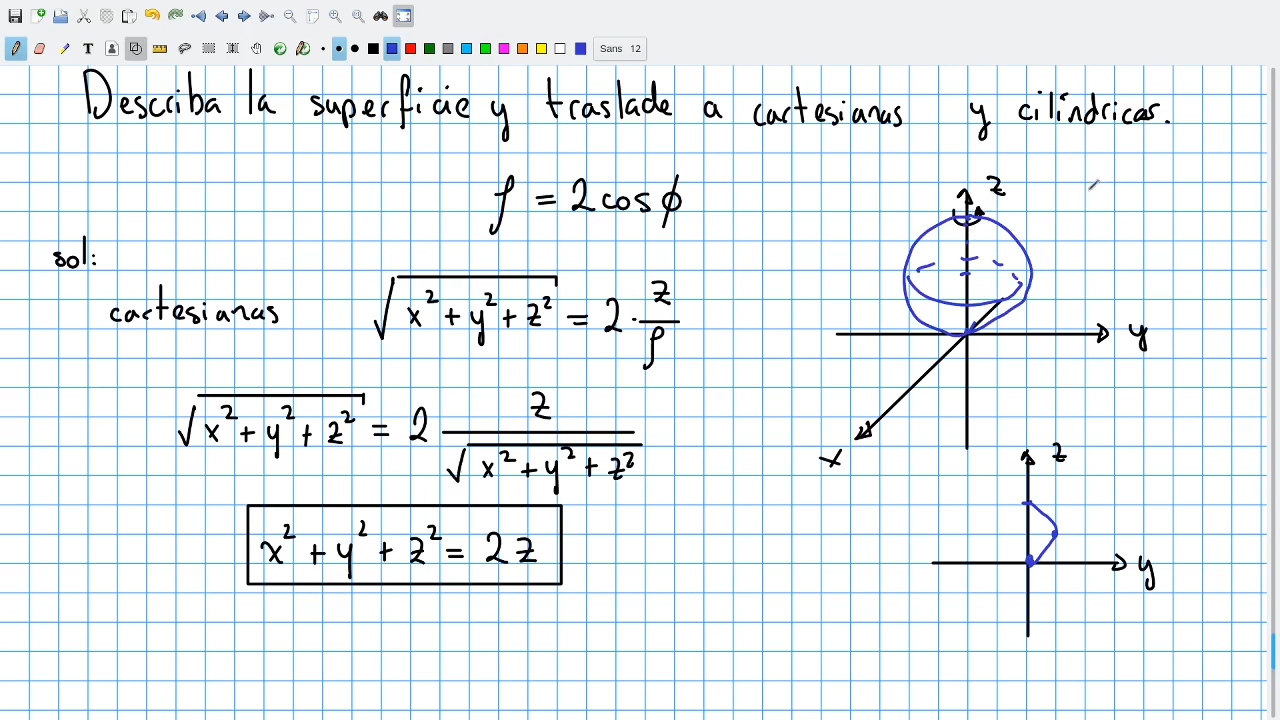 Sans 12
Describa la superficie y traslade a cartesianas y cilíndricas.
ρ = 2 cos ϕ
sol:
cartesianas √(x² + y² + z²) = 2 · z/ρ
√(x² + y² + z²) = 2 z/√(x² + y² + z²)
x² + y² + z² = 2z
z
y
x
z
y